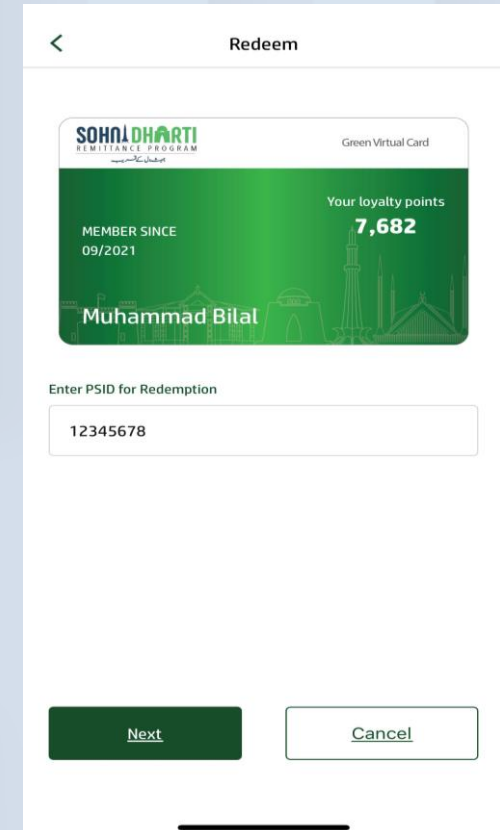 Redeem
SOHNI DHARTI
REMITTANCE PROGRAM
Green Virtual Card
Your loyalty points
7,682
MEMBER SINCE
09/2021
Muhammad Bilal
Enter PSID for Redemption
12345678
Next
Cancel